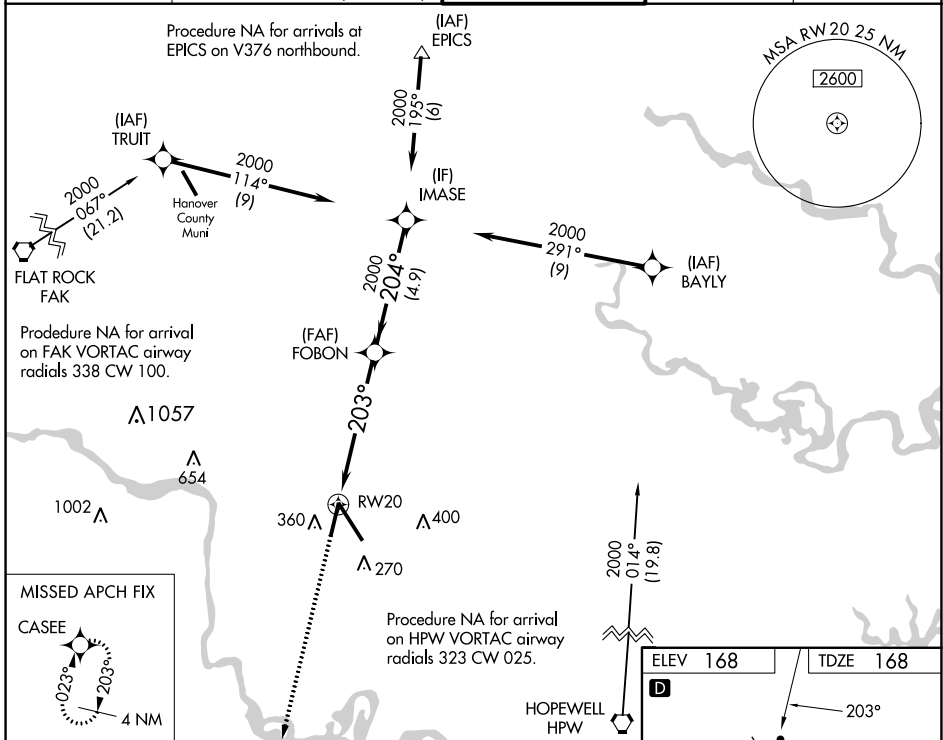 Procedure NA for arrivals at
EPICS on V376 northbound.
(IAF)
EPICS
MSA RW20 25 NM
2600
2000
195°
(6)
(IAF)
TRUIT
2000
114°
(9)
(IF)
IMASE
2000
067°
(21.2)
Hanover
County
Muni
FLAT ROCK
FAK
2000
291°
(9)
(IAF)
BAYLY
2000
204°
(4.9)
Prodedure NA for arrival
on FAK VORTAC airway
radials 338 CW 100.
(FAF)
FOBON
203°
1057
654
1002
360
RW20
400
270
2000
014°
(19.8)
MISSED APCH FIX
CASEE
023°
203°
4 NM
Procedure NA for arrival
on HPW VORTAC airway
radials 323 CW 025.
HOPEWELL
HPW
ELEV 168
TDZE 168
D
203°